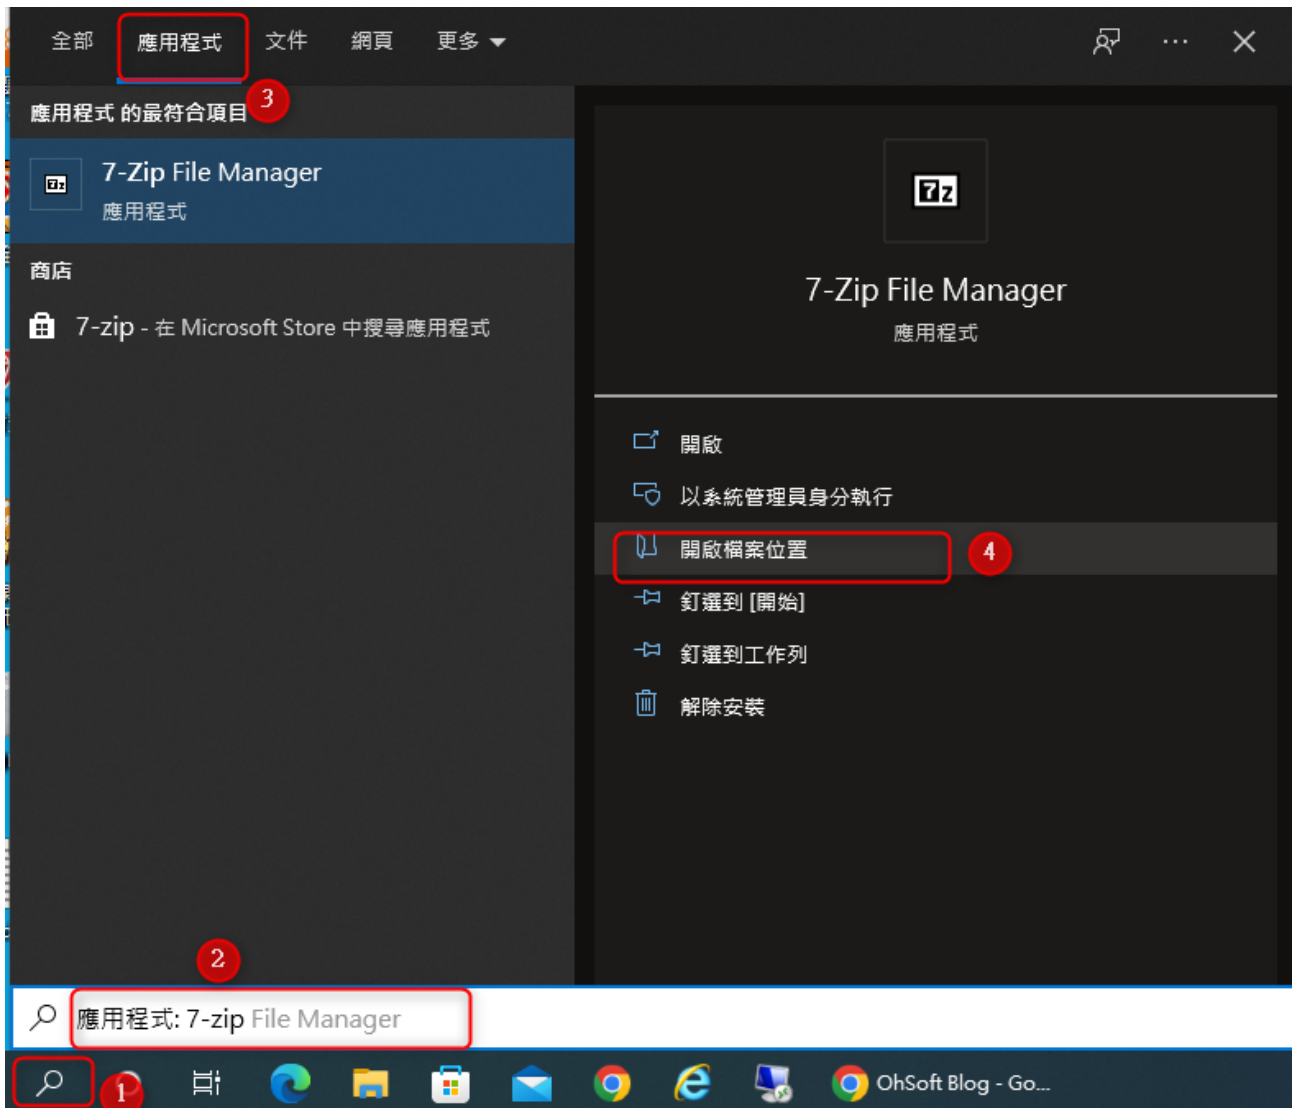 全部 應用程式 文件 網頁 更多
3
應用程式 的最符合項目
7-Zip File Manager
應用程式
商店
7-zip - 在 Microsoft Store 中搜尋應用程式
7z
7z
7-Zip File Manager
應用程式
開啟
以系統管理員身分執行
開啟檔案位置
4
釘選到 [開始]
釘選到工作列
解除安裝
2
應用程式: 7-zip File Manager
1
OhSoft Blog - Go...